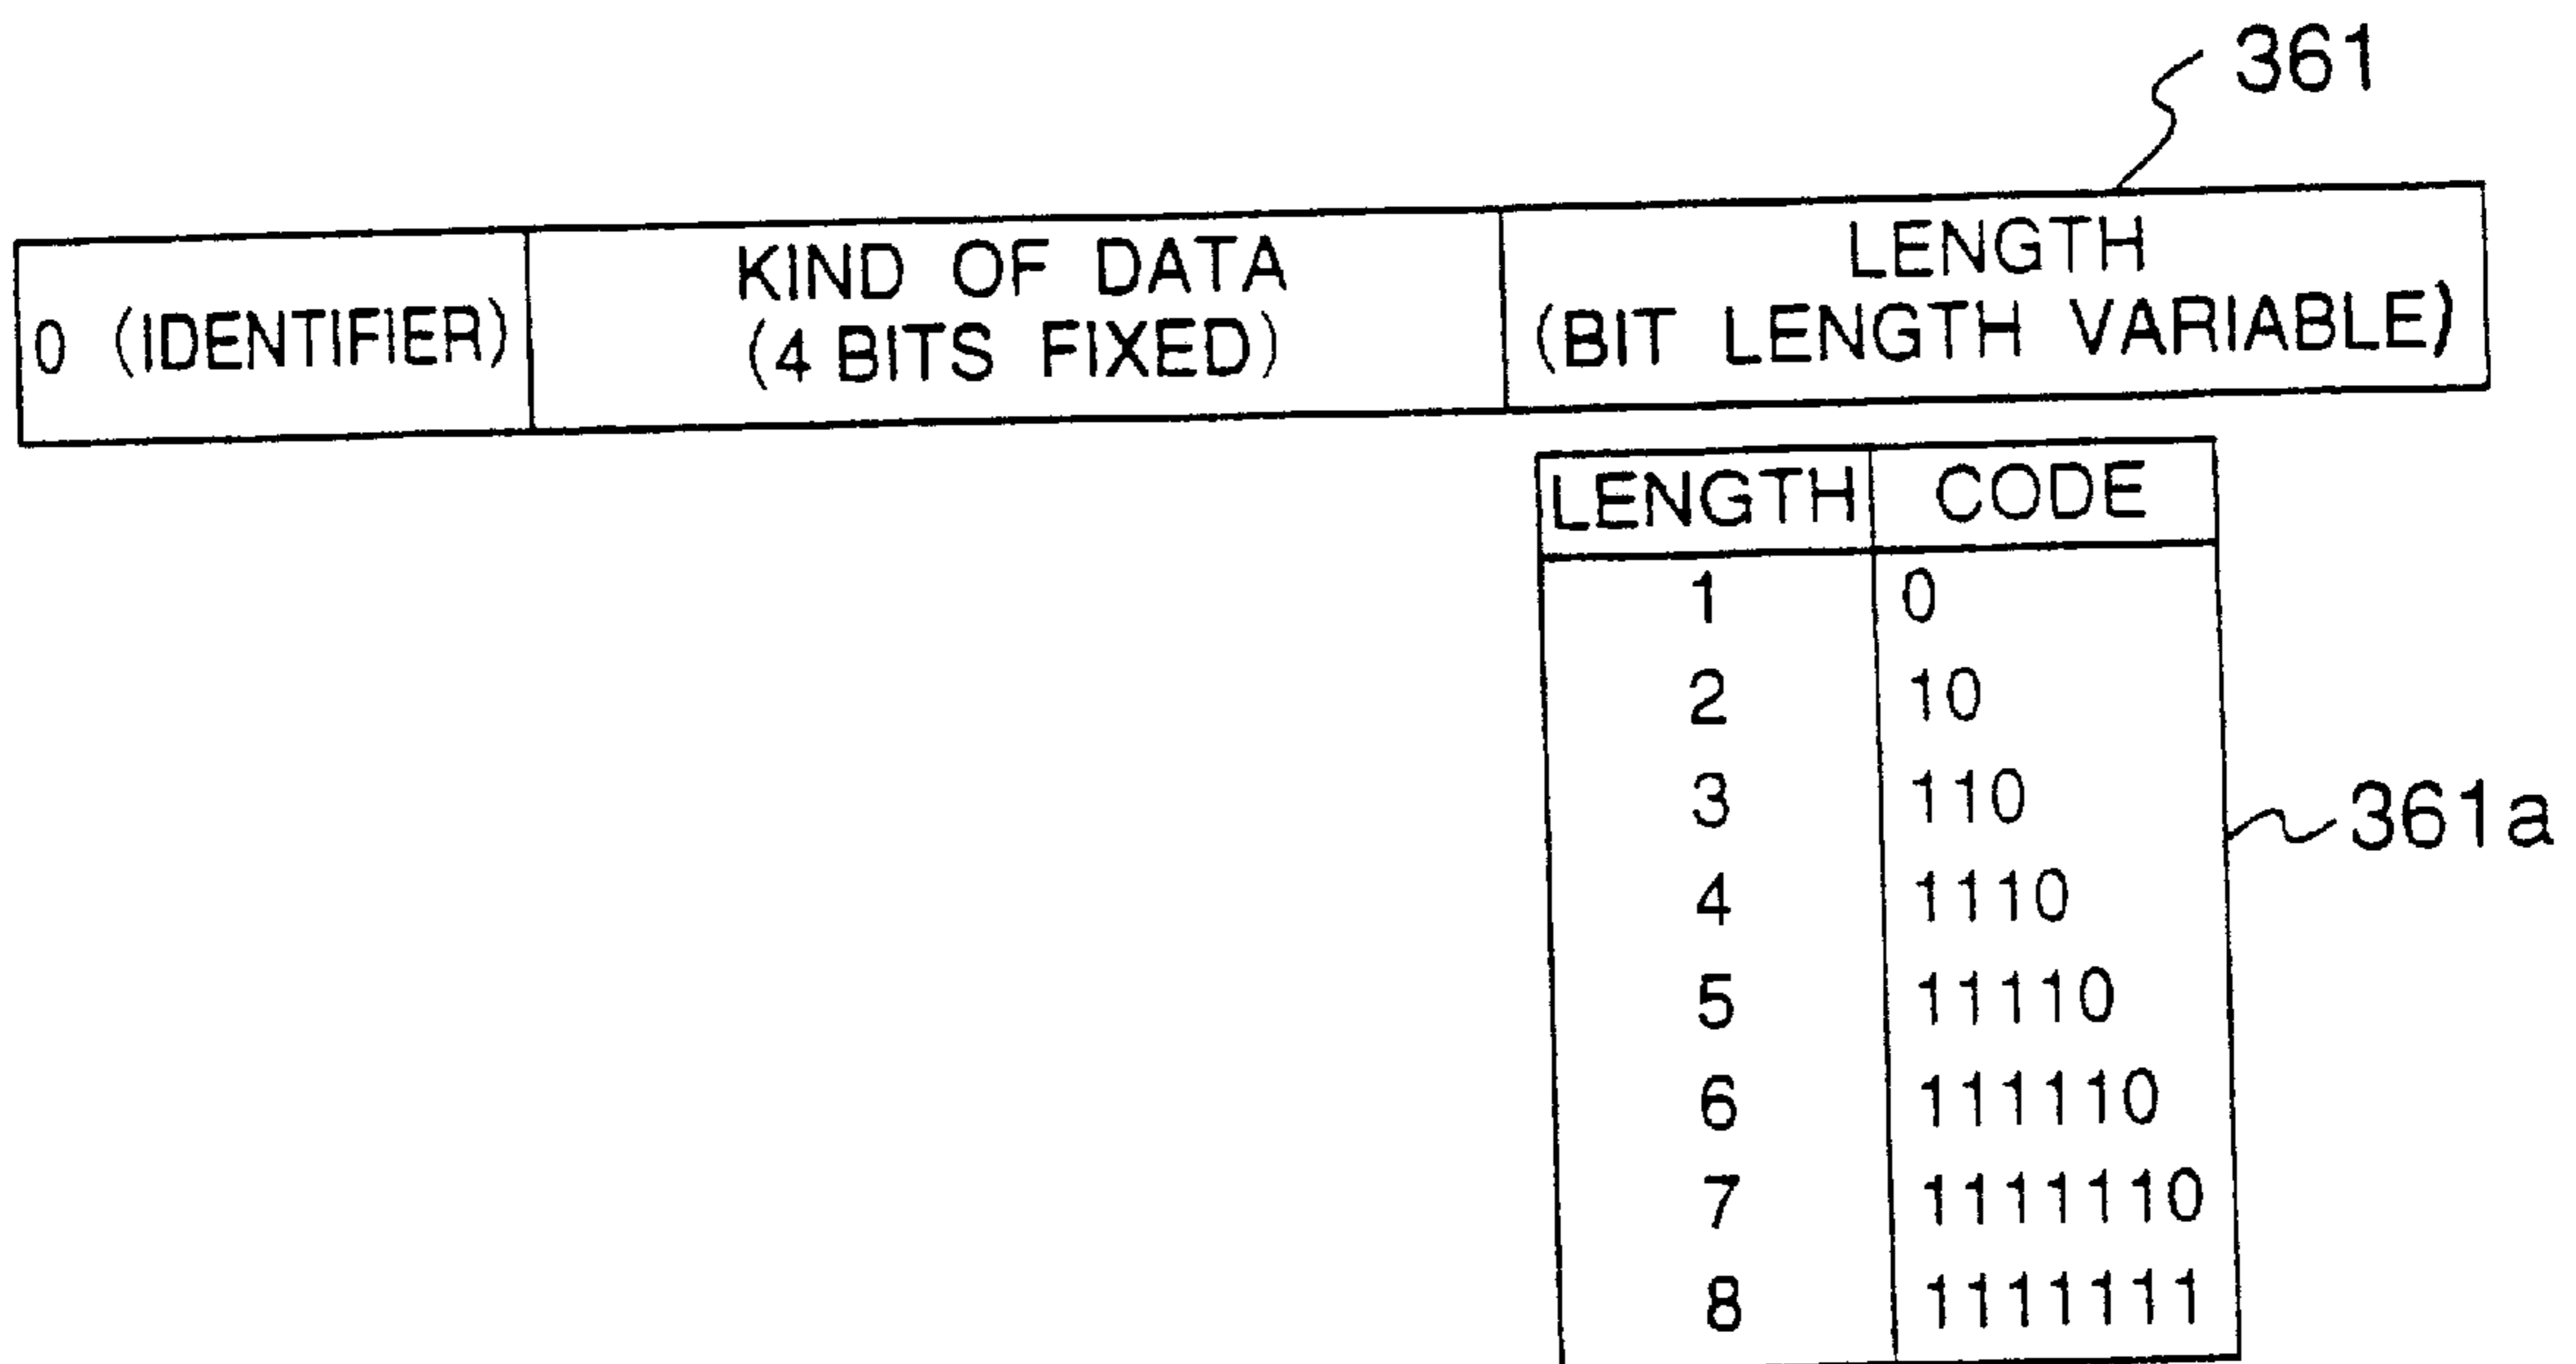 361
0 (IDENTIFIER)
KIND OF DATA
(4 BITS FIXED)
LENGTH
(BIT LENGTH VARIABLE)
LENGTH CODE
1 0
2 10
3 110
4 1110
5 11110
6 111110
7 1111110
8 1111111
361a